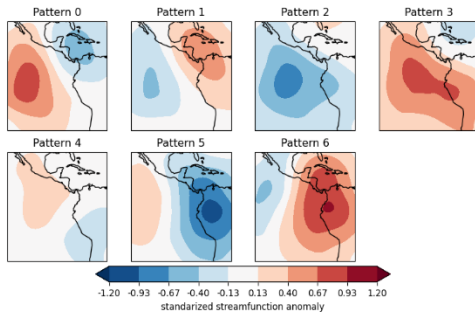 Pattern 0
Pattern 1
Pattern 2
Pattern 3
Pattern 4
Pattern 5
Pattern 6
-1.20 -0.93 -0.67 -0.40 -0.13 0.13 0.40 0.67 0.93 1.20
standarized streamfunction anomaly